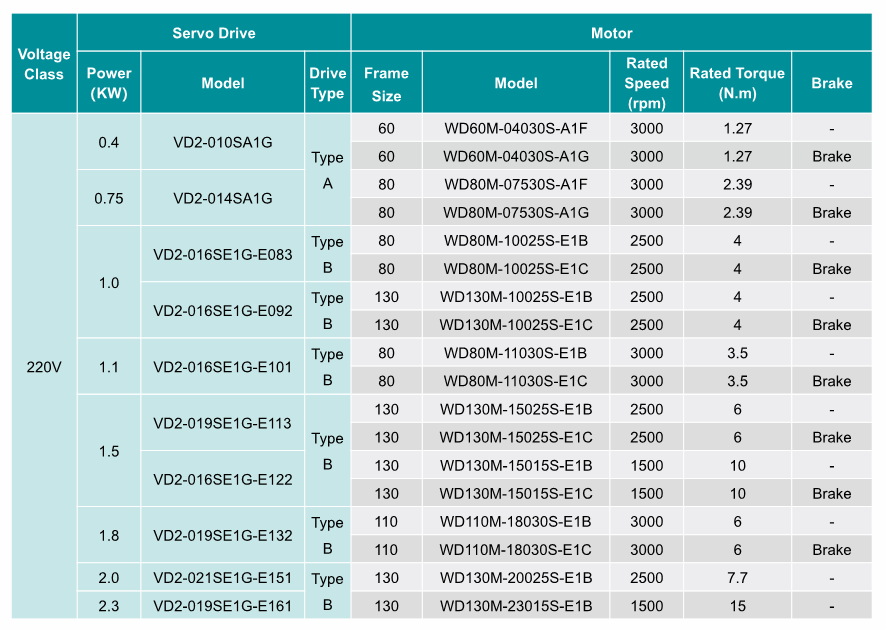 Servo Drive Motor
Voltage Class Power (KW) Model Drive Type Frame Size Model Rated Speed (rpm) Rated Torque (N.m) Brake
220V 0.4 VD2-010SA1G Type A 60 WD60M-04030S-A1F 3000 1.27 -
60 WD60M-04030S-A1G 3000 1.27 Brake
0.75 VD2-014SA1G 80 WD80M-07530S-A1F 3000 2.39 -
80 WD80M-07530S-A1G 3000 2.39 Brake
1.0 VD2-016SE1G-E083 Type B 80 WD80M-10025S-E1B 2500 4 -
80 WD80M-10025S-E1C 2500 4 Brake
VD2-016SE1G-E092 Type B 130 WD130M-10025S-E1B 2500 4 -
130 WD130M-10025S-E1C 2500 4 Brake
1.1 VD2-016SE1G-E101 Type B 80 WD80M-11030S-E1B 3000 3.5 -
80 WD80M-11030S-E1C 3000 3.5 Brake
1.5 VD2-019SE1G-E113 Type B 130 WD130M-15025S-E1B 2500 6 -
130 WD130M-15025S-E1C 2500 6 Brake
VD2-016SE1G-E122 130 WD130M-15015S-E1B 1500 10 -
130 WD130M-15015S-E1C 1500 10 Brake
1.8 VD2-019SE1G-E132 Type B 110 WD110M-18030S-E1B 3000 6 -
110 WD110M-18030S-E1C 3000 6 Brake
2.0 VD2-021SE1G-E151 Type B 130 WD130M-20025S-E1B 2500 7.7 -
2.3 VD2-019SE1G-E161 130 WD130M-23015S-E1B 1500 15 -